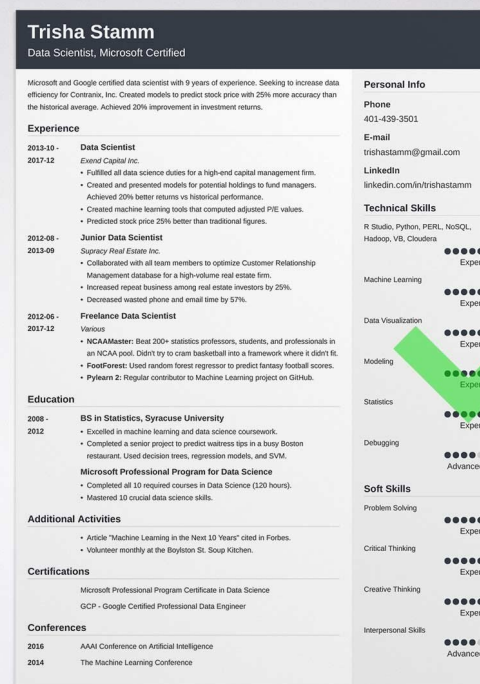 Trisha Stamm
Data Scientist, Microsoft Certified
Microsoft and Google certified data scientist with 9 years of experience. Seeking to increase data
efficiency for Contranix, Inc. Created models to predict stock price with 25% more accuracy than
the historical average. Achieved 20% improvement in investment returns.
Experience
2013-10 -
2017-12
Data Scientist
Exend Capital Inc.
• Fulfilled all data science duties for a high-end capital management firm.
• Created and presented models for potential holdings to fund managers.
Achieved 20% better returns vs historical performance.
• Created machine learning tools that computed adjusted P/E values.
• Predicted stock price 25% better than traditional figures.
2012-08 -
2013-09
Junior Data Scientist
Supracy Real Estate Inc.
• Collaborated with all team members to optimize Customer Relationship
Management database for a high-volume real estate firm.
• Increased repeat business among real estate investors by 25%.
• Decreased wasted phone and email time by 57%.
2012-06 -
2017-12
Freelance Data Scientist
Various
• NCAAMaster: Beat 200+ statistics professors, students, and professionals in
an NCAA pool. Didn't try to cram basketball into a framework where it didn't fit.
• FootForest: Used random forest regressor to predict fantasy football scores.
• Pylearn 2: Regular contributor to Machine Learning project on GitHub.
Education
2008 -
2012
BS in Statistics, Syracuse University
• Excelled in machine learning and data science coursework.
• Completed a senior project to predict waitress tips in a busy Boston
restaurant. Used decision trees, regression models, and SVM.
Microsoft Professional Program for Data Science
• Completed all 10 required courses in Data Science (120 hours).
• Mastered 10 crucial data science skills.
Additional Activities
• Article "Machine Learning in the Next 10 Years" cited in Forbes.
• Volunteer monthly at the Boylston St. Soup Kitchen.
Certifications
Microsoft Professional Program Certificate in Data Science
GCP - Google Certified Professional Data Engineer
Conferences
2016 AAAI Conference on Artificial Intelligence
2014 The Machine Learning Conference
Personal Info
Phone
401-439-3501
E-mail
trishastamm@gmail.com
LinkedIn
linkedin.com/in/trishastamm
Technical Skills
R Studio, Python, PERL, NoSQL,
Hadoop, VB, Cloudera
Exper
Machine Learning
Exper
Data Visualization
Exper
Modeling
Exper
Statistics
Exper
Debugging
Advance
Soft Skills
Problem Solving
Exper
Critical Thinking
Exper
Creative Thinking
Exper
Interpersonal Skills
Advance